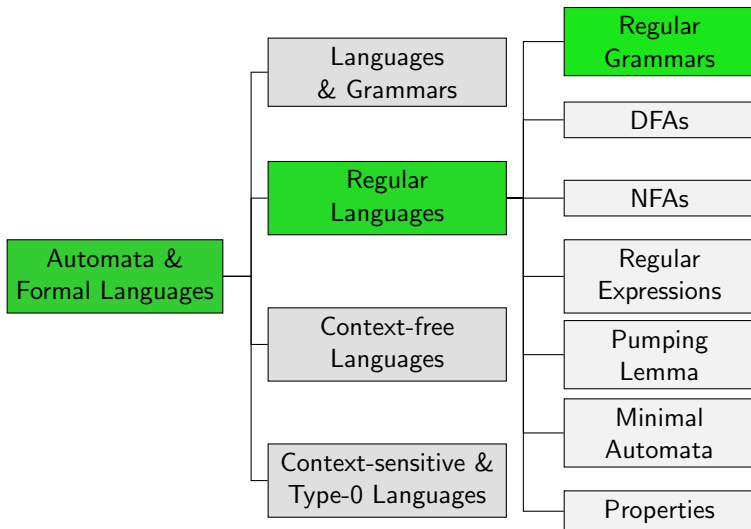 Automata &
Formal Languages
Languages
& Grammars
Regular
Languages
Context-free
Languages
Context-sensitive &
Type-0 Languages
Regular
Grammars
DFAs
NFAs
Regular
Expressions
Pumping
Lemma
Minimal
Automata
Properties